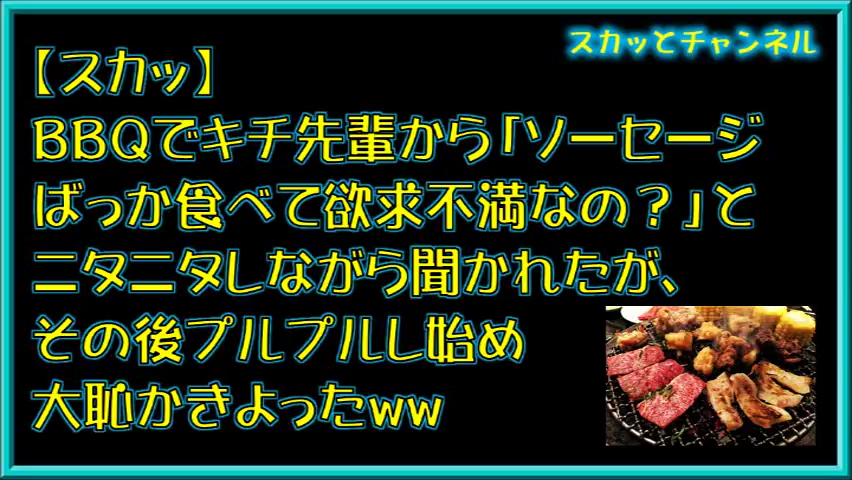 スカッとチャンネル
【スカッ】
BBQでキチ先輩から「ソーセージ
ばっか食べて欲求不満なの？」と
ニタニタしながら聞かれたが、
その後プルプルし始め
大恥かきよったww